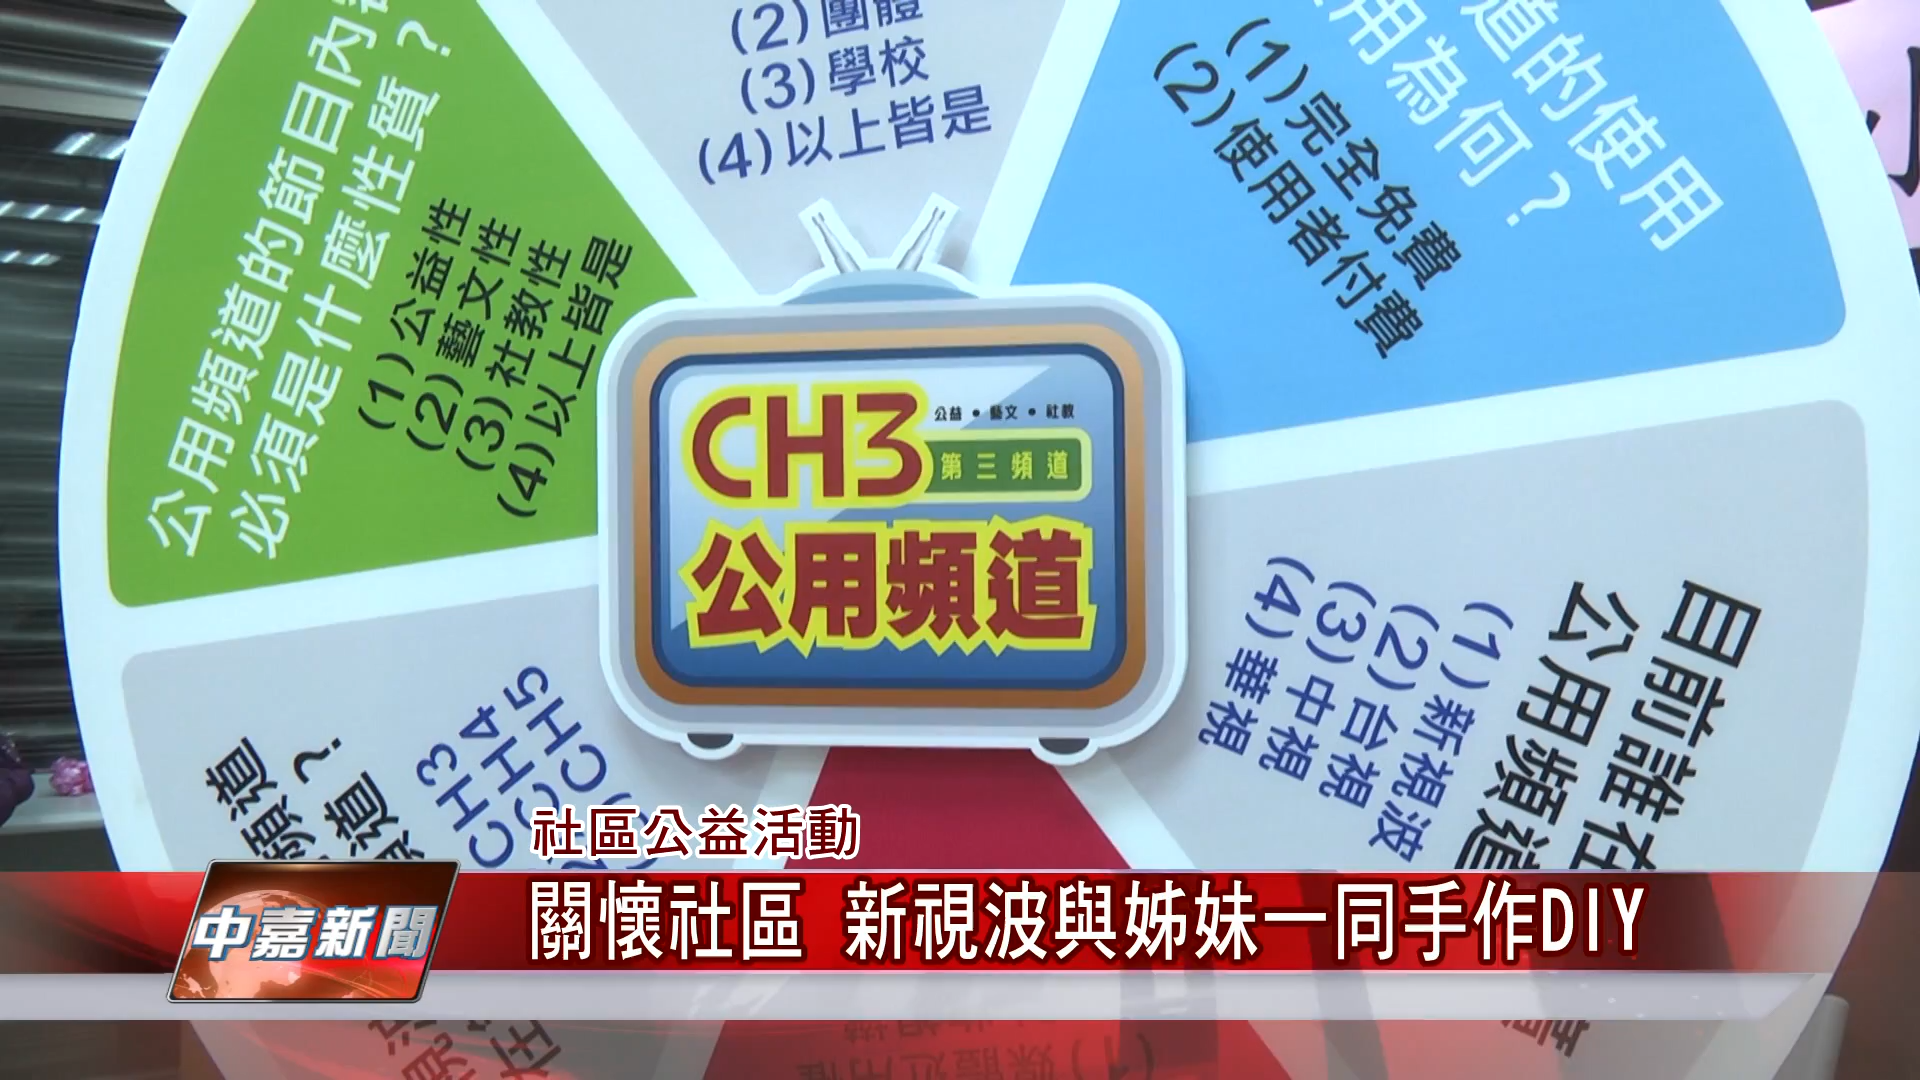 (2)團體
(3)學校
(4)以上皆是
道的使用
用為何？
(1)完全免費
(2)使用者付費
公用頻道的節目內容
必須是什麼性質？
(1)公益性
(2)藝文性
(3)社教性
(4)以上皆是
CH3
公益•藝文•社教
第三頻道
公用頻道
目前誰在
公用頻道
(1)新視波
(2)台視
(3)中視
(4)華視
頻道
頻道？
CH3
CH4
CH5
社區公益活動
中嘉新聞
關懷社區 新視波與姊妹一同手作DIY